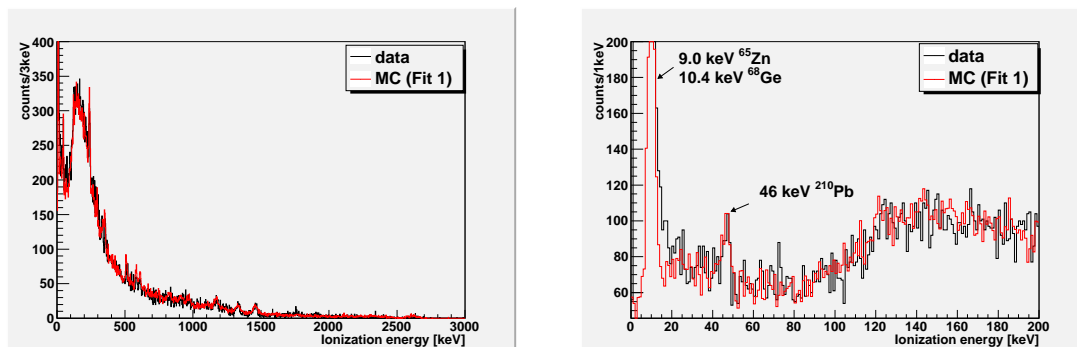 counts/3keV
400
350
300
250
200
150
100
50
0
data
MC (Fit 1)
0 500 1000 1500 2000 2500 3000
Ionization energy [keV]
counts/1keV
200
180
160
140
120
100
80
60
9.0 keV ⁶⁵Zn
10.4 keV ⁶⁸Ge
46 keV ²¹⁰Pb
data
MC (Fit 1)
0 20 40 60 80 100 120 140 160 180 200
Ionization energy [keV]